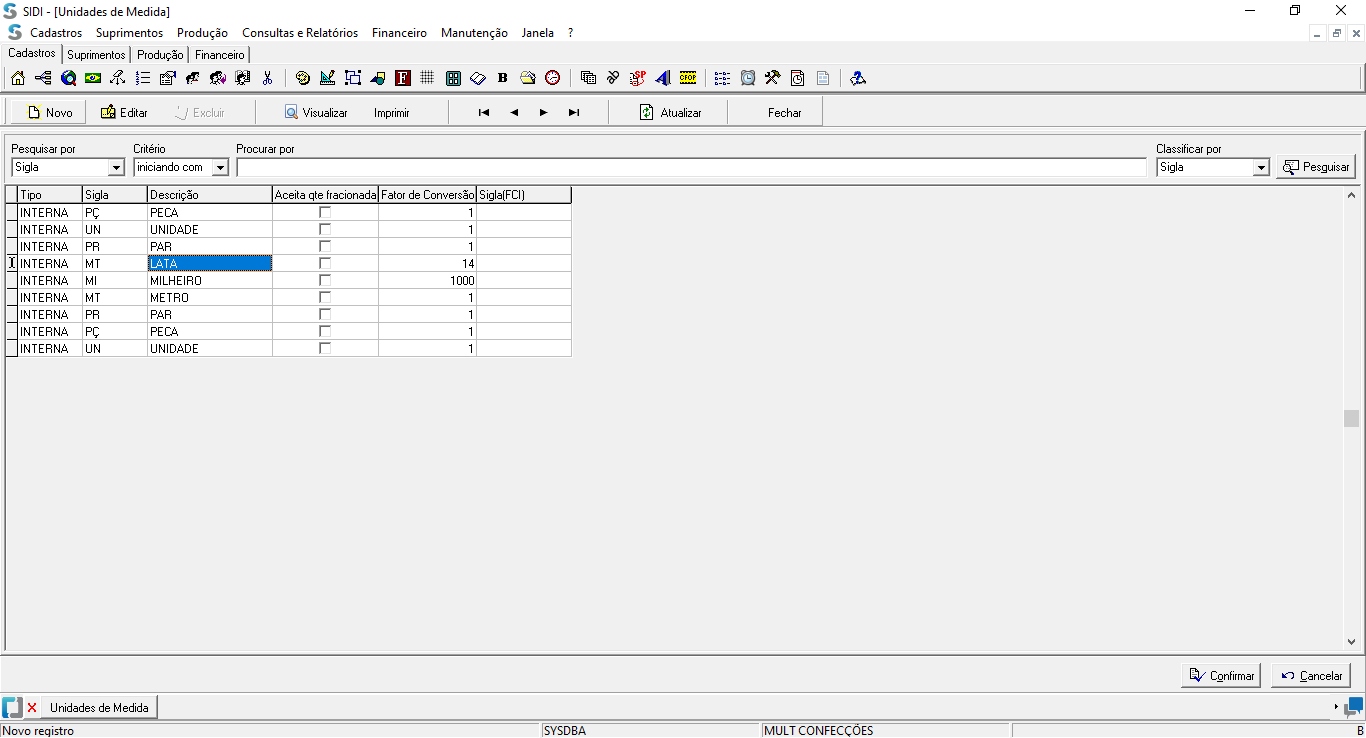 SIDI - [Unidades de Medida]
Cadastros Suprimentos Produção Consultas e Relatórios Financeiro Manutenção Janela ?
Cadastros Suprimentos Produção Financeiro
F B SP CFOP
Novo Editar Excluir Visualizar Imprimir Atualizar Fechar
Pesquisar por Critério Procurar por Classificar por
Sigla iniciando com Sigla Pesquisar
Tipo Sigla Descrição Aceita qte fracionada Fator de Conversão Sigla(FCI)
INTERNA PÇ PECA 1
INTERNA UN UNIDADE 1
INTERNA PR PAR 1
INTERNA MT LATA 14
INTERNA MI MILHEIRO 1000
INTERNA MT METRO 1
INTERNA PR PAR 1
INTERNA PÇ PECA 1
INTERNA UN UNIDADE 1
Confirmar Cancelar
Unidades de Medida
Novo registro SYSDBA MULT CONFECÇÕES B